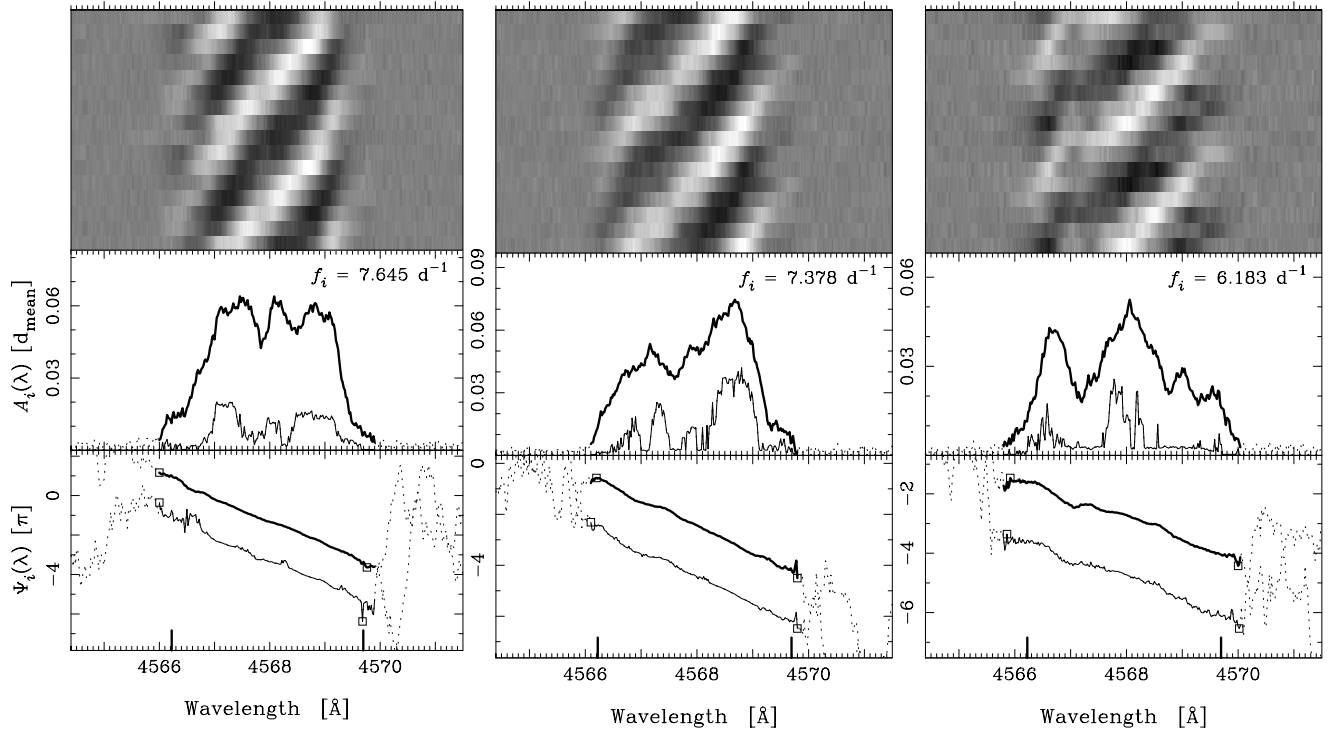 f_i = 7.645 d⁻¹
f_i = 7.378 d⁻¹
f_i = 6.183 d⁻¹
A_i(λ) [d_mean]
0.03 0.06
0.03 0.06 0.09
0.03 0.06
Ψ_i(λ) [π]
0 −4
0 −4
−2 −4 −6
4566 4568 4570
4566 4568 4570
4566 4568 4570
Wavelength [Å]
Wavelength [Å]
Wavelength [Å]